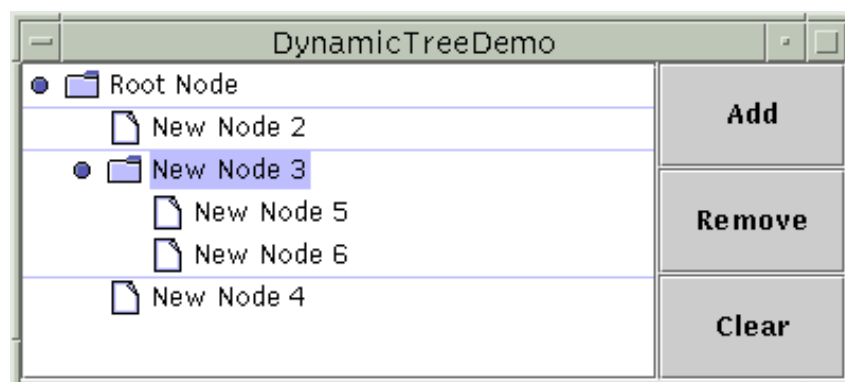 DynamicTreeDemo
Root Node
New Node 2
New Node 3
New Node 5
New Node 6
New Node 4
Add
Remove
Clear